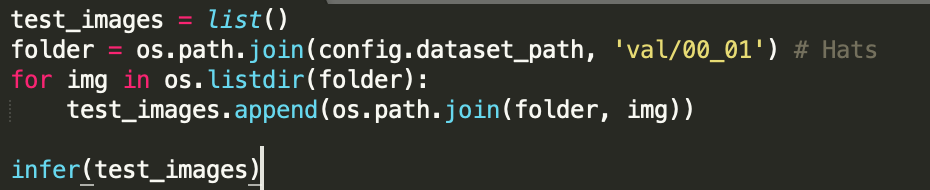 test_images = list()
folder = os.path.join(config.dataset_path, 'val/00_01') # Hats
for img in os.listdir(folder):
    test_images.append(os.path.join(folder, img))
infer(test_images)